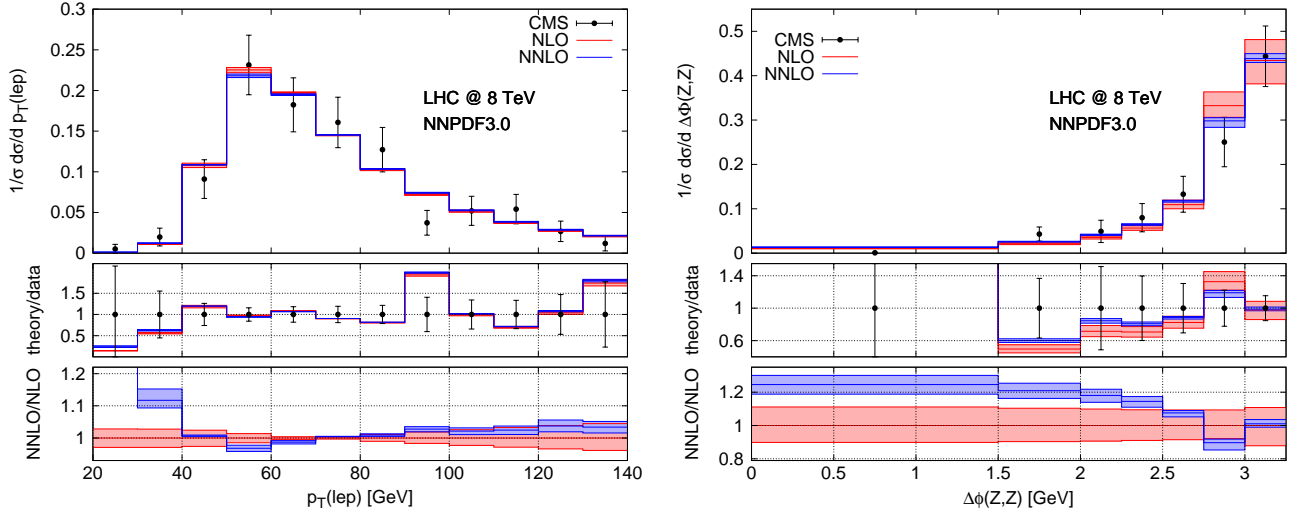 1/σ dσ/d p_T(lep)
0.3
0.25
0.2
0.15
0.1
0.05
0
CMS
NLO
NNLO
LHC @ 8 TeV
NNPDF3.0
theory/data
1.5
1
0.5
NNLO/NLO
1.2
1.1
1
20 40 60 80 100 120 140
p_T(lep) [GeV]
1/σ dσ/d ΔΦ(Z,Z)
0.5
0.4
0.3
0.2
0.1
0
CMS
NLO
NNLO
LHC @ 8 TeV
NNPDF3.0
theory/data
1.4
1
0.6
NNLO/NLO
1.4
1.2
1
0.8
0 0.5 1 1.5 2 2.5 3
Δϕ(Z,Z) [GeV]